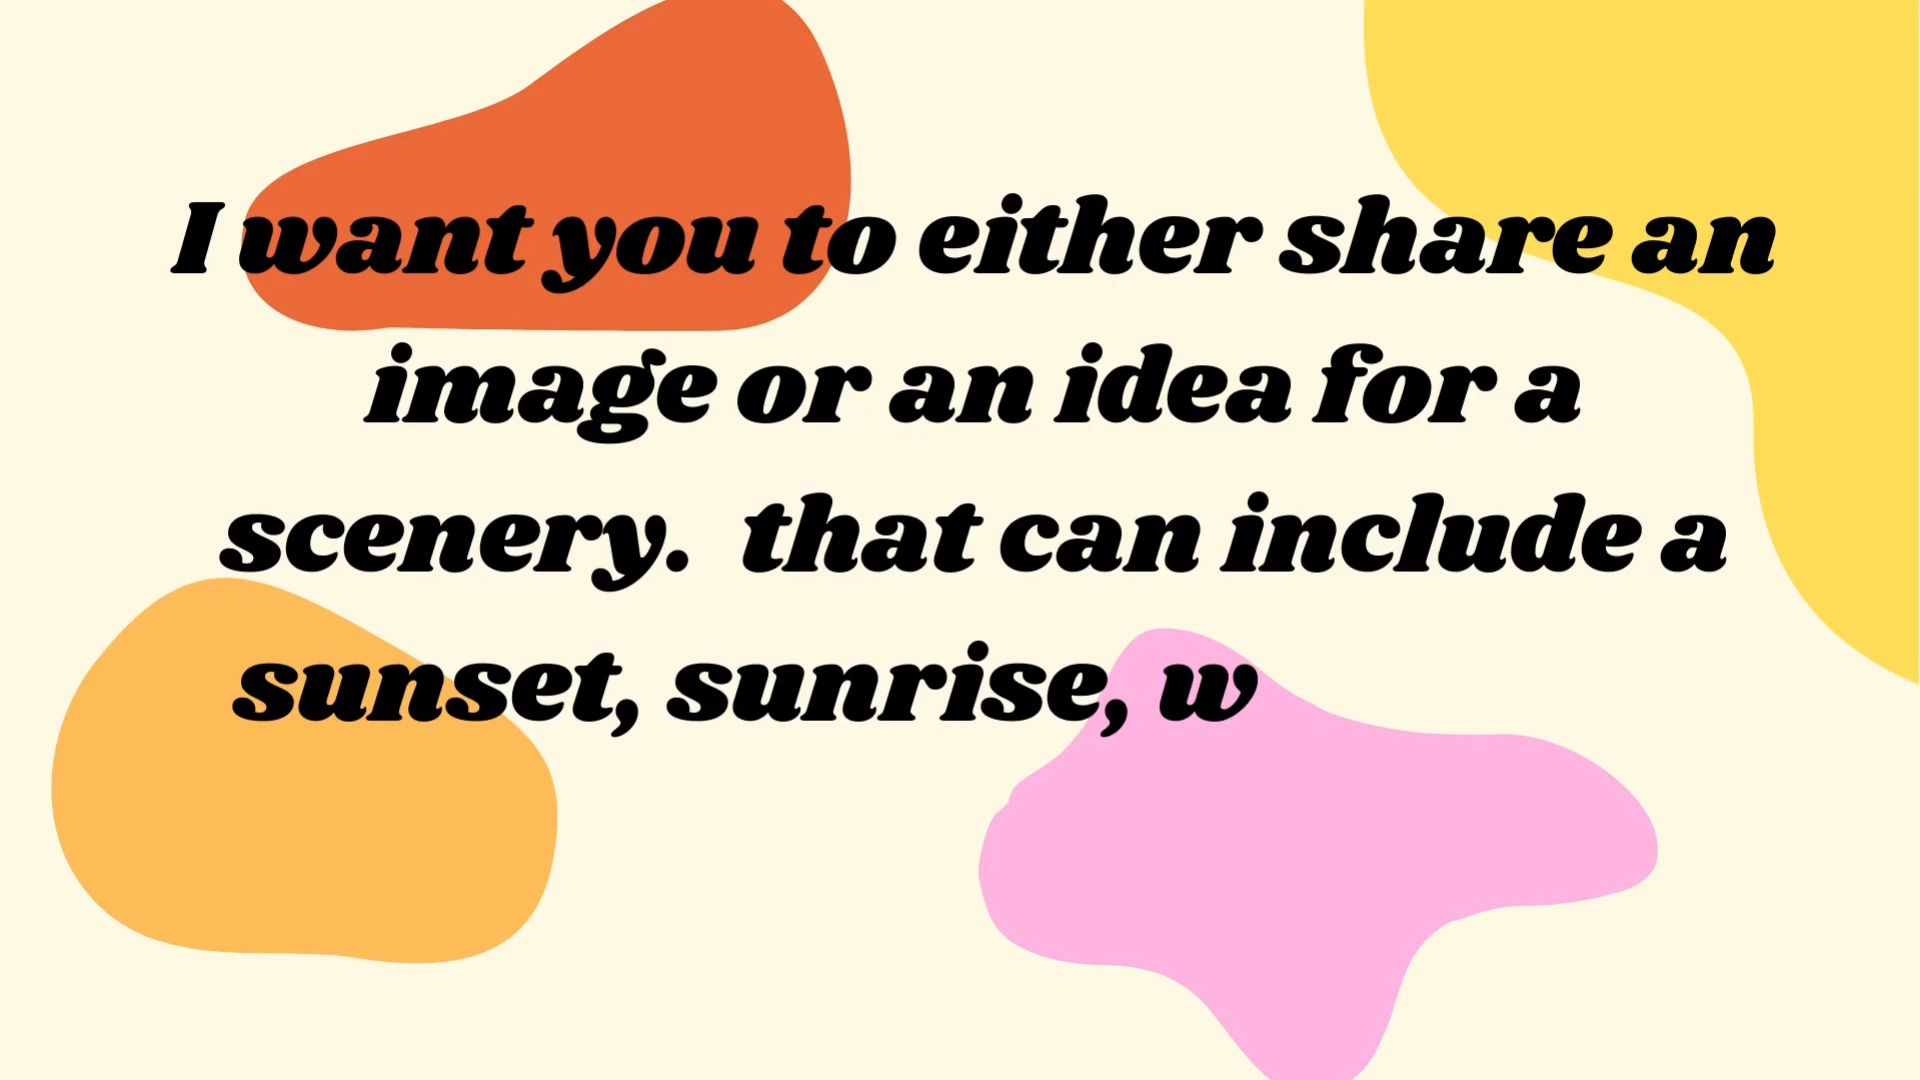 I want you to either share an
image or an idea for a
scenery.  that can include a
sunset, sunrise, w